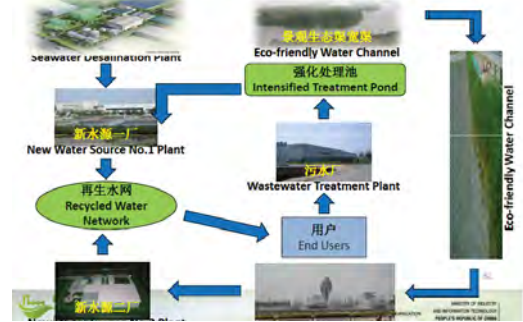 Seawater Desalination Plant
景观生态渠
Eco-friendly Water Channel
强化处理池
Intensified Treatment Pond
新水源一厂
New Water Source No.1 Plant
污水厂
Wastewater Treatment Plant
Eco-friendly Water Channel
再生水网
Recycled Water
Network
用户
End Users
新水源二厂
MINISTRY OF INDUSTRY
AND INFORMATION TECHNOLOGY
PEOPLE'S REPUBLIC OF CHINA